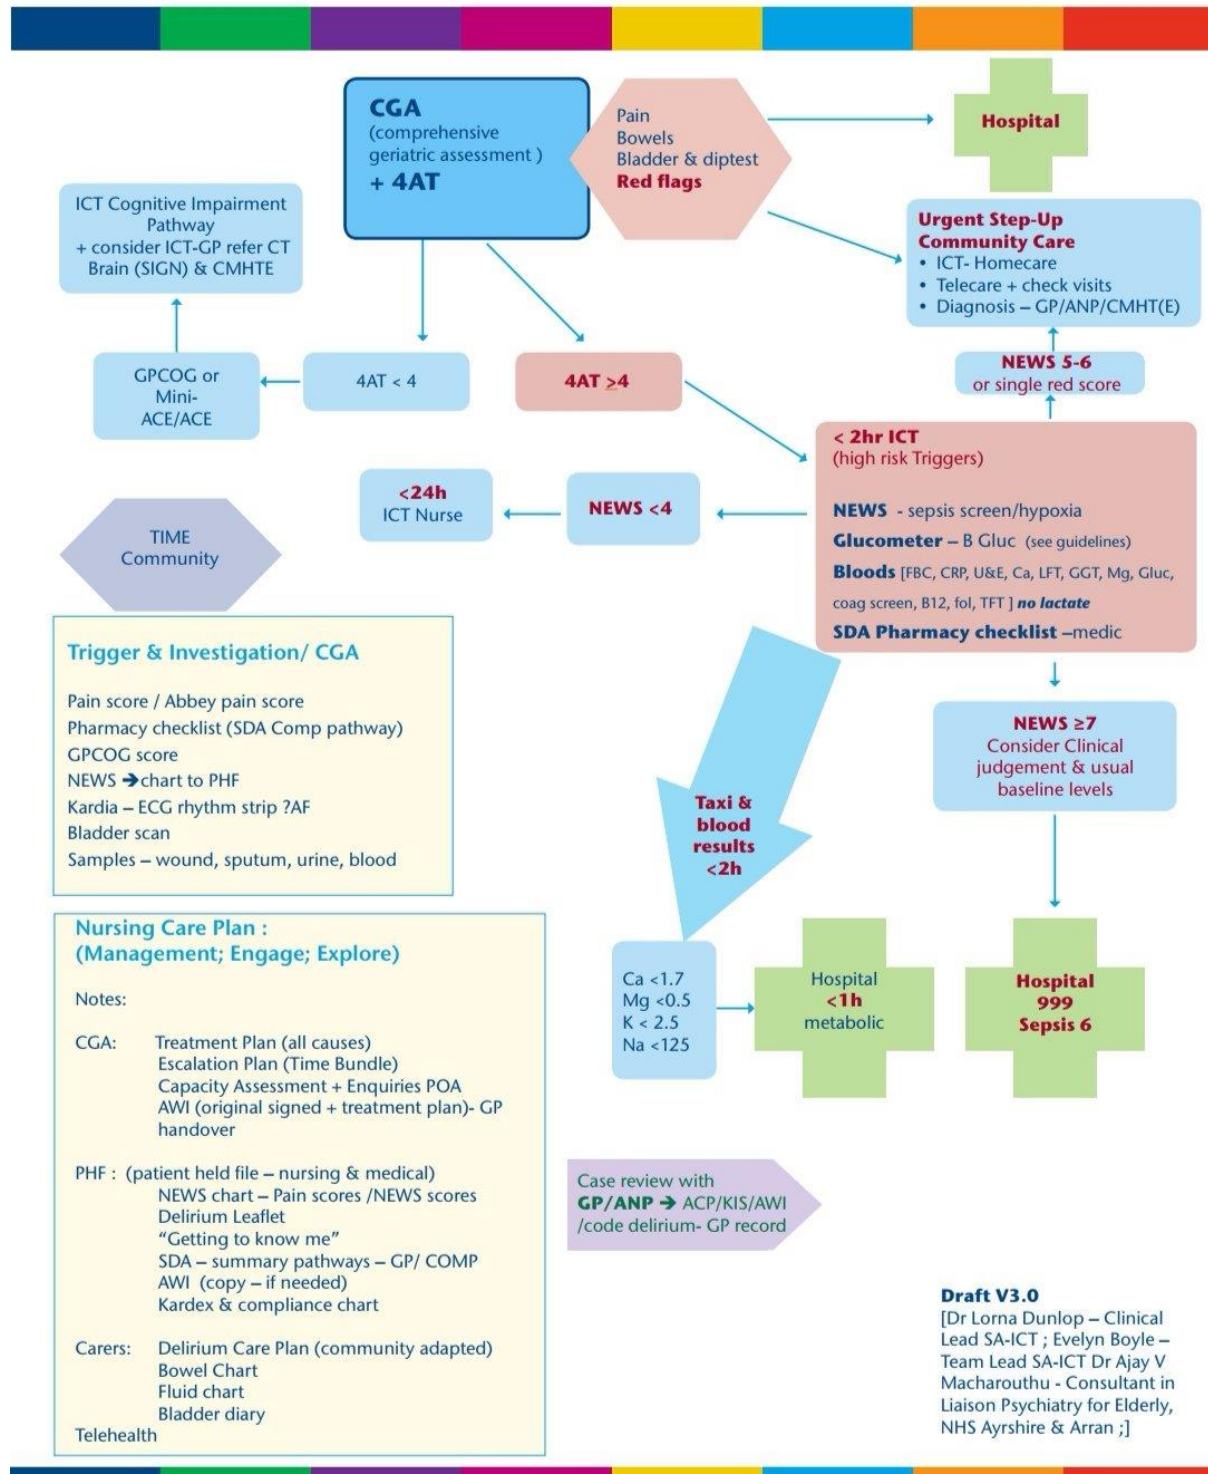 CGA
(comprehensive
geriatric assessment )
+ 4AT
Pain
Bowels
Bladder & diptest
Red flags
Hospital
ICT Cognitive Impairment
Pathway
+ consider ICT-GP refer CT
Brain (SIGN) & CMHTE
Urgent Step-Up
Community Care
• ICT- Homecare
• Telecare + check visits
• Diagnosis – GP/ANP/CMHT(E)
GPCOG or
Mini-
ACE/ACE
4AT < 4
4AT ≥4
NEWS 5-6
or single red score
< 2hr ICT
(high risk Triggers)
NEWS - sepsis screen/hypoxia
Glucometer – B Gluc (see guidelines)
Bloods [FBC, CRP, U&E, Ca, LFT, GGT, Mg, Gluc,
coag screen, B12, fol, TFT ] no lactate
SDA Pharmacy checklist –medic
<24h
ICT Nurse
NEWS <4
TIME
Community
Trigger & Investigation/ CGA
Pain score / Abbey pain score
Pharmacy checklist (SDA Comp pathway)
GPCOG score
NEWS ➔chart to PHF
Kardia – ECG rhythm strip ?AF
Bladder scan
Samples – wound, sputum, urine, blood
NEWS ≥7
Consider Clinical
judgement & usual
baseline levels
Taxi &
blood
results
<2h
Ca <1.7
Mg <0.5
K < 2.5
Na <125
Hospital
<1h
metabolic
Hospital
999
Sepsis 6
Nursing Care Plan :
(Management; Engage; Explore)
Notes:
CGA: Treatment Plan (all causes)
Escalation Plan (Time Bundle)
Capacity Assessment + Enquiries POA
AWI (original signed + treatment plan)- GP
handover
PHF : (patient held file – nursing & medical)
NEWS chart – Pain scores /NEWS scores
Delirium Leaflet
“Getting to know me”
SDA – summary pathways – GP/ COMP
AWI (copy – if needed)
Kardex & compliance chart
Carers: Delirium Care Plan (community adapted)
Bowel Chart
Fluid chart
Bladder diary
Telehealth
Case review with
GP/ANP ➔ ACP/KIS/AWI
/code delirium- GP record
Draft V3.0
[Dr Lorna Dunlop – Clinical
Lead SA-ICT ; Evelyn Boyle –
Team Lead SA-ICT Dr Ajay V
Macharouthu - Consultant in
Liaison Psychiatry for Elderly,
NHS Ayrshire & Arran ;]